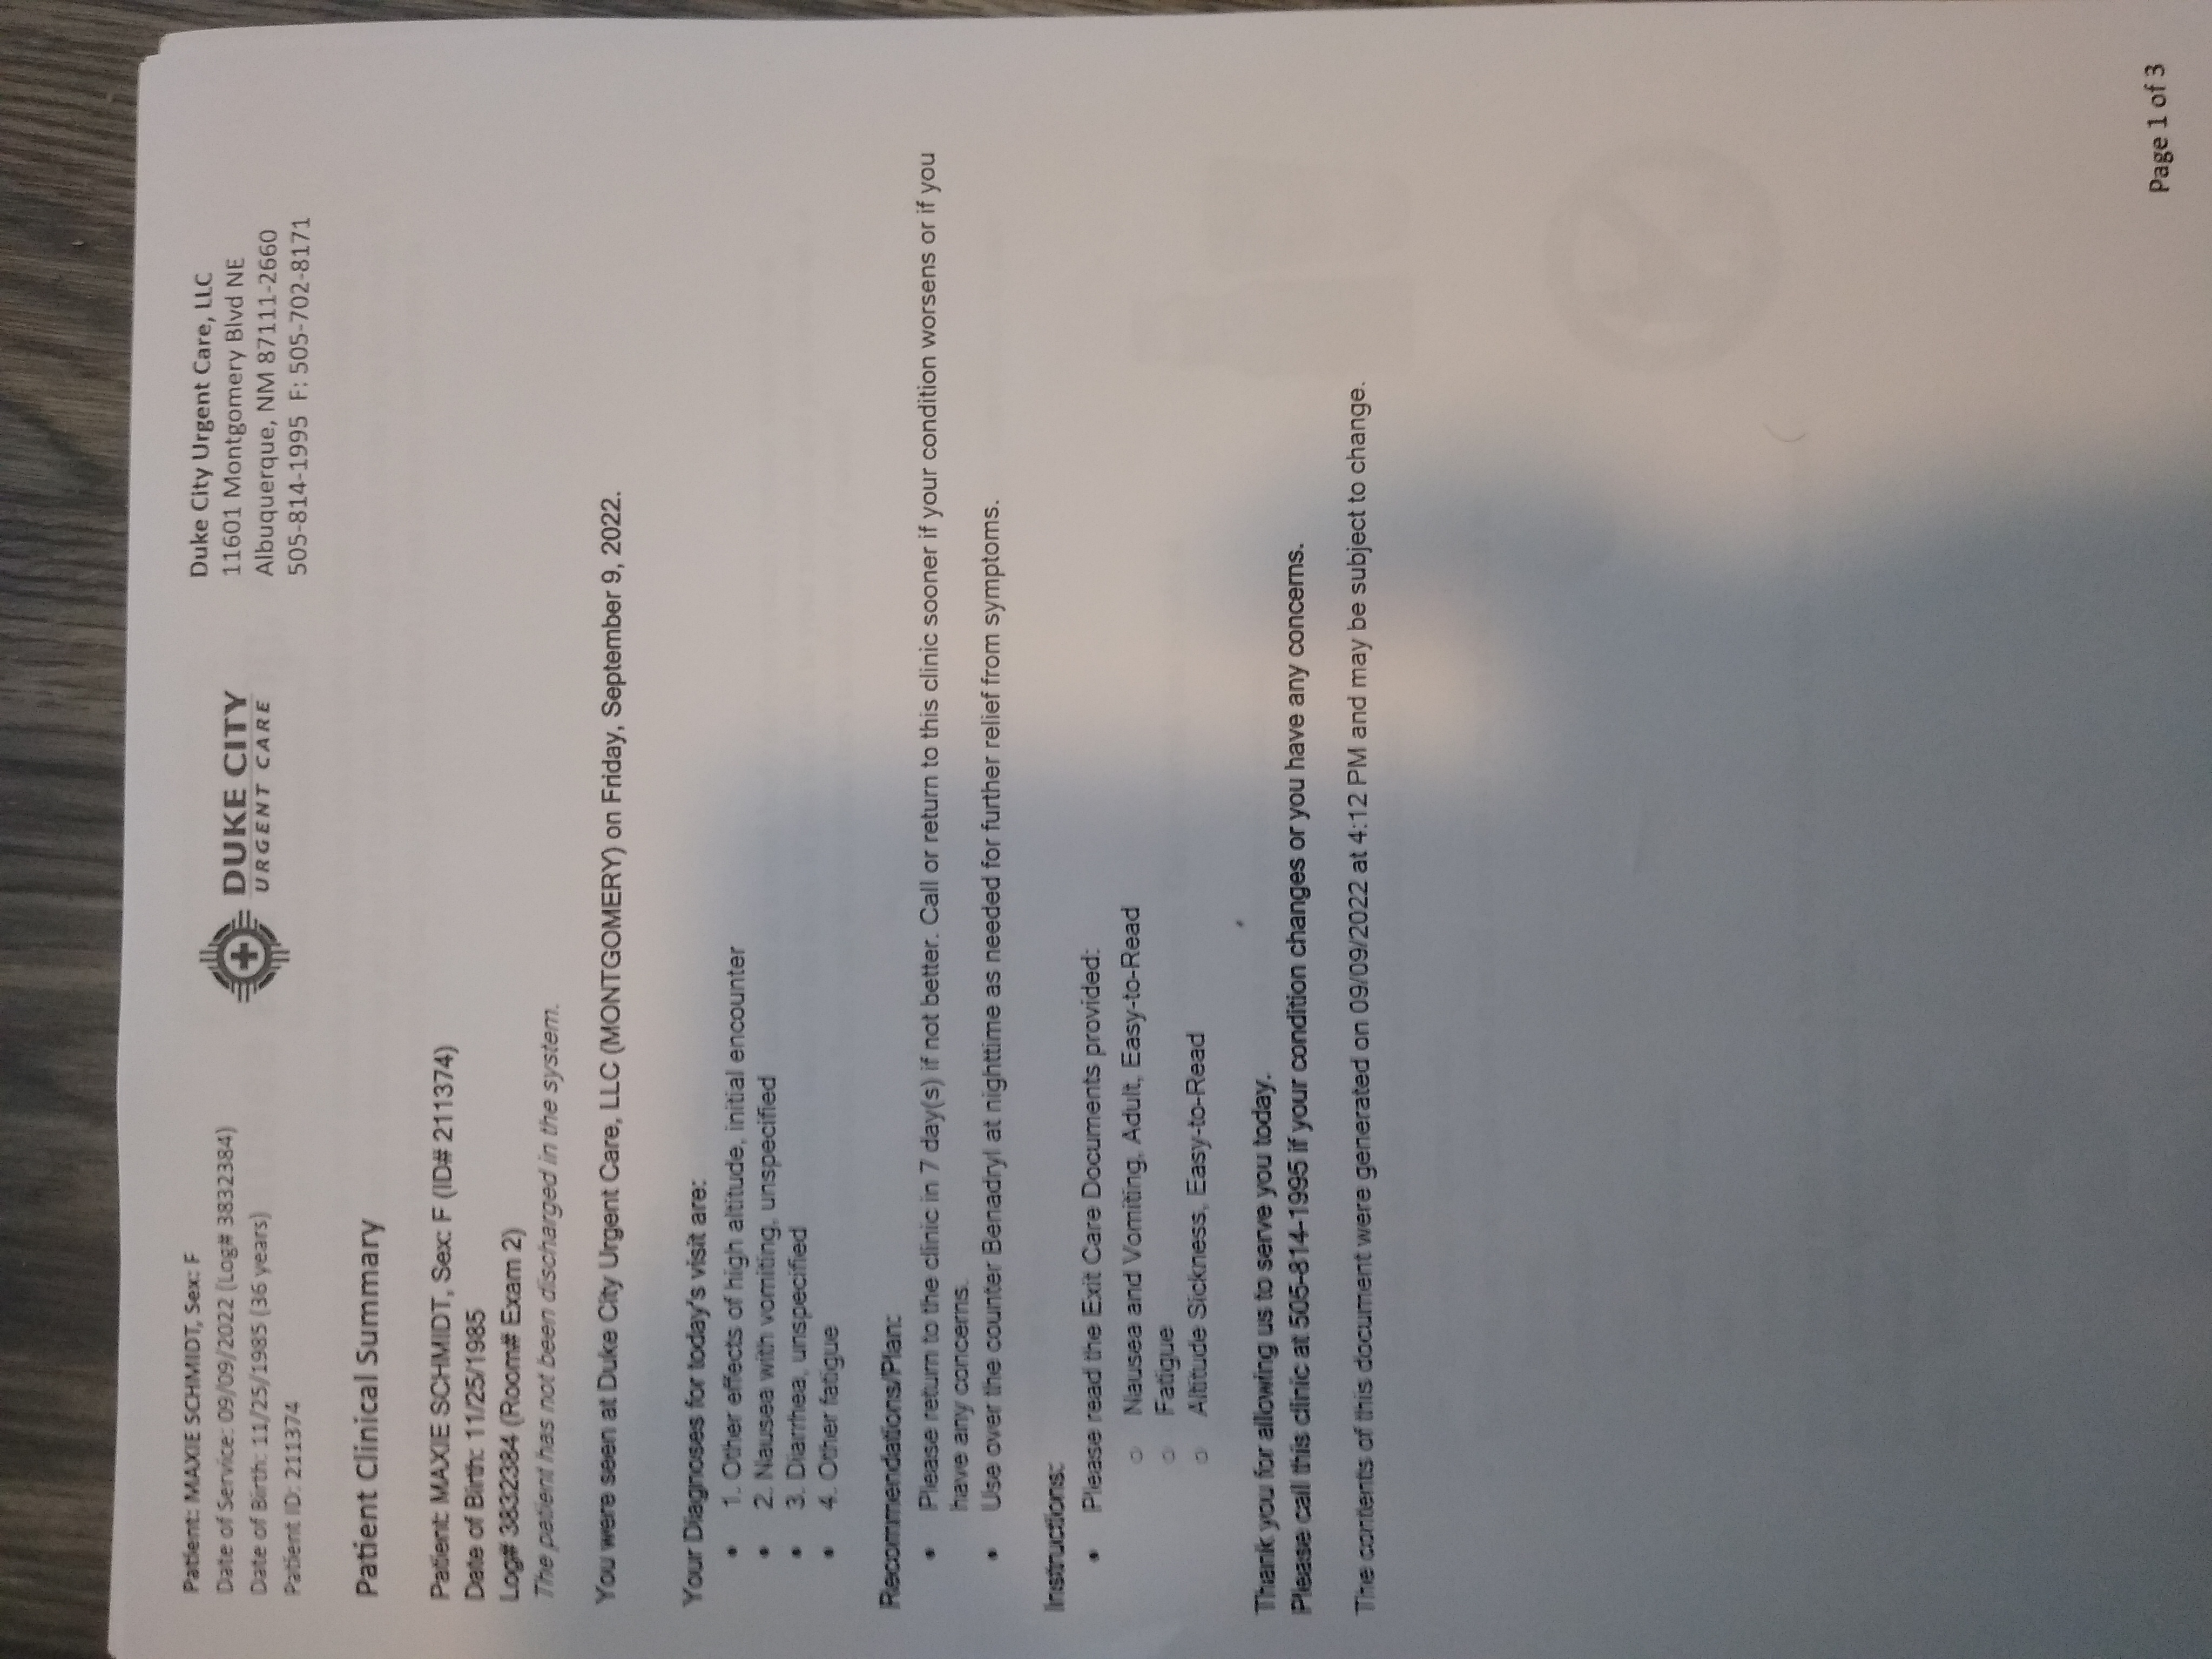 Patient: MAXIE SCHMIDT, Sex: F
Date of Service: 09/09/2022 (Log# 3832384)
Date of Birth: 11/25/1985 (36 years)
Patient ID: 211374
DUKE CITY
URGENT CARE
Duke City Urgent Care, LLC
11601 Montgomery Blvd NE
Albuquerque, NM 87111-2660
505-814-1995 F: 505-702-8171
Patient Clinical Summary
Patient: MAXIE SCHMIDT, Sex: F (ID# 211374)
Date of Birth: 11/25/1985
Log# 3832384 (Room# Exam 2)
The patient has not been discharged in the system.
You were seen at Duke City Urgent Care, LLC (MONTGOMERY) on Friday, September 9, 2022.
Your Diagnoses for today's visit are:
• 1. Other effects of high altitude, initial encounter
• 2. Nausea with vomiting, unspecified
• 3. Diarrhea, unspecified
• 4. Other fatigue
Recommendations/Plan:
• Please return to the clinic in 7 day(s) if not better. Call or return to this clinic sooner if your condition worsens or if you
have any concerns.
• Use over the counter Benadryl at nighttime as needed for further relief from symptoms.
Instructions:
• Please read the Exit Care Documents provided:
○ Nausea and Vomiting, Adult, Easy-to-Read
○ Fatigue
○ Altitude Sickness, Easy-to-Read
Thank you for allowing us to serve you today.
Please call this clinic at 505-814-1995 if your condition changes or you have any concerns.
The contents of this document were generated on 09/09/2022 at 4:12 PM and may be subject to change.
Page 1 of 3